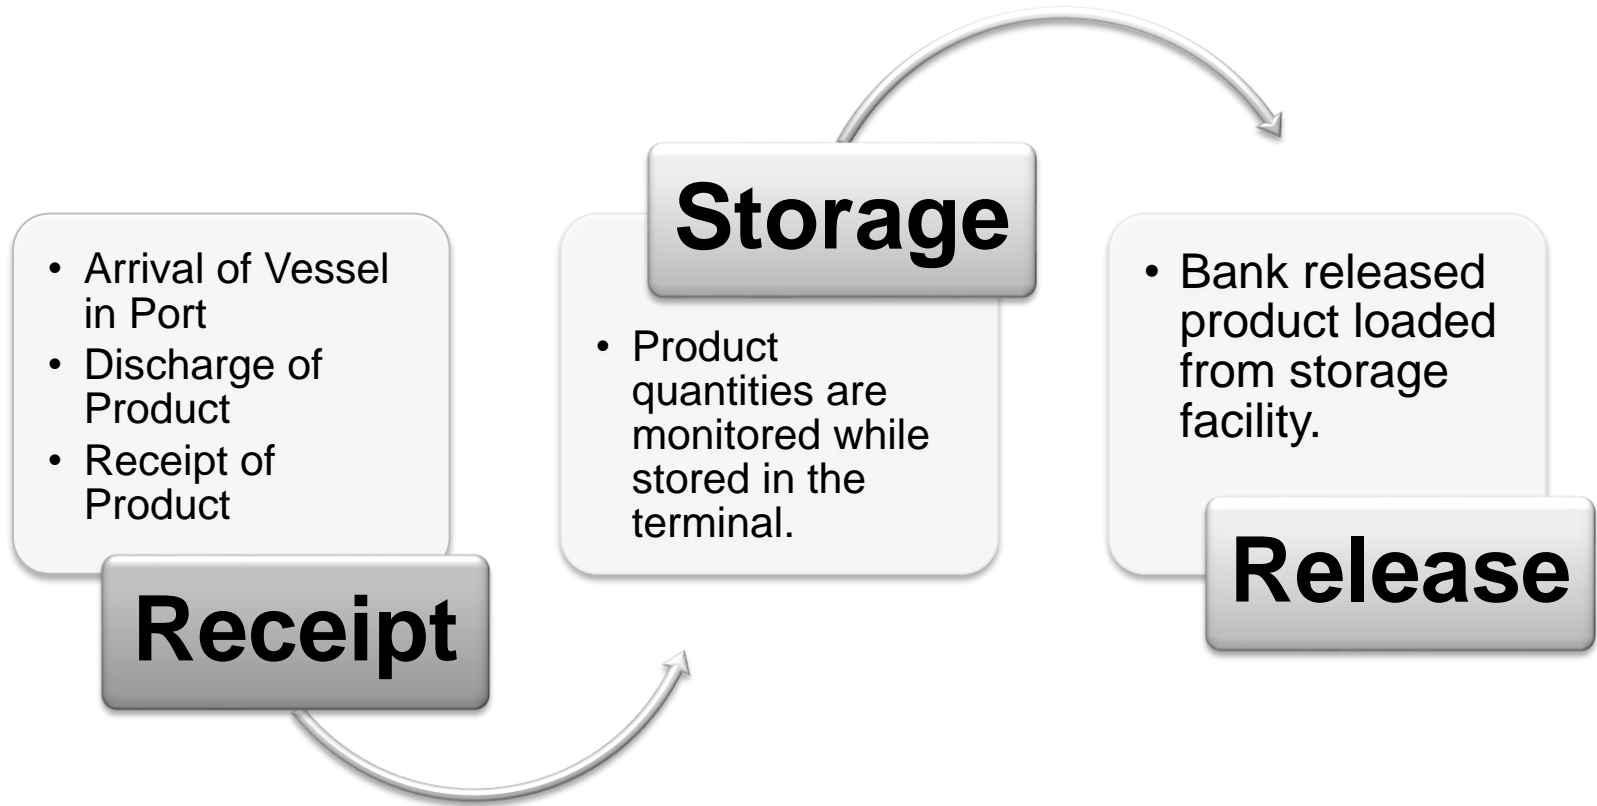 • Arrival of Vessel
in Port
• Discharge of
Product
• Receipt of
Product
Receipt
Storage
• Product
quantities are
monitored while
stored in the
terminal.
• Bank released
product loaded
from storage
facility.
Release